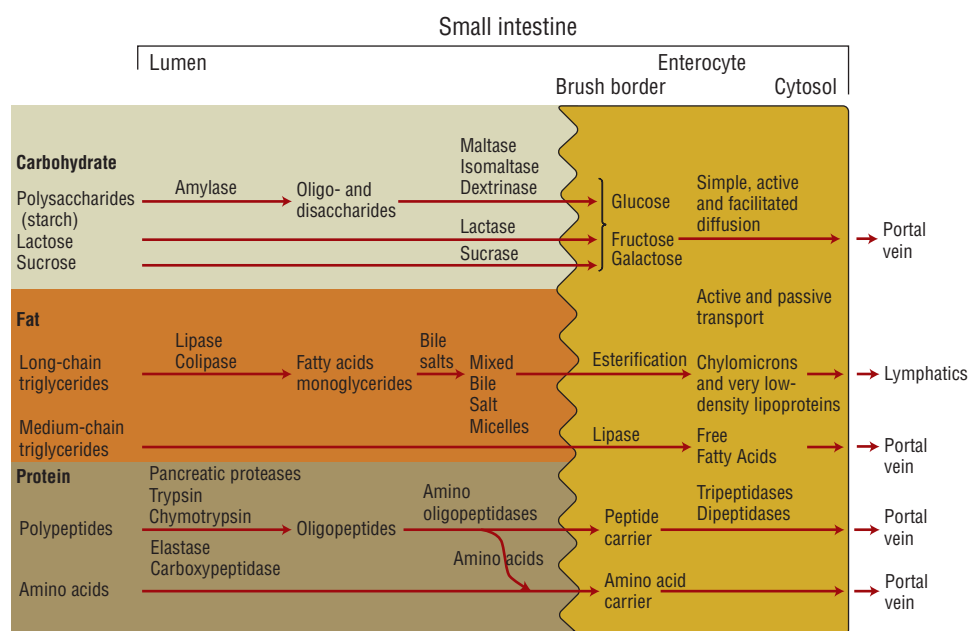 Small intestine
Lumen
Enterocyte
Brush border
Cytosol
Carbohydrate
Polysaccharides
(starch)
Lactose
Sucrose
Amylase
Oligo- and
disaccharides
Maltase
Isomaltase
Dextrinase
Lactase
Sucrase
Glucose
Fructose
Galactose
Simple, active
and facilitated
diffusion
Portal
vein
Fat
Long-chain
triglycerides
Lipase
Colipase
Fatty acids
monoglycerides
Bile
salts
Mixed
Bile
Salt
Micelles
Esterification
Active and passive
transport
Chylomicrons
and very low-
density lipoproteins
Lymphatics
Medium-chain
triglycerides
Lipase
Free
Fatty Acids
Portal
vein
Protein
Polypeptides
Pancreatic proteases
Trypsin
Chymotrypsin
Elastase
Carboxypeptidase
Oligopeptides
Amino
oligopeptidases
Amino acids
Peptide
carrier
Tripeptidases
Dipeptidases
Portal
vein
Amino acids
Amino acid
carrier
Portal
vein